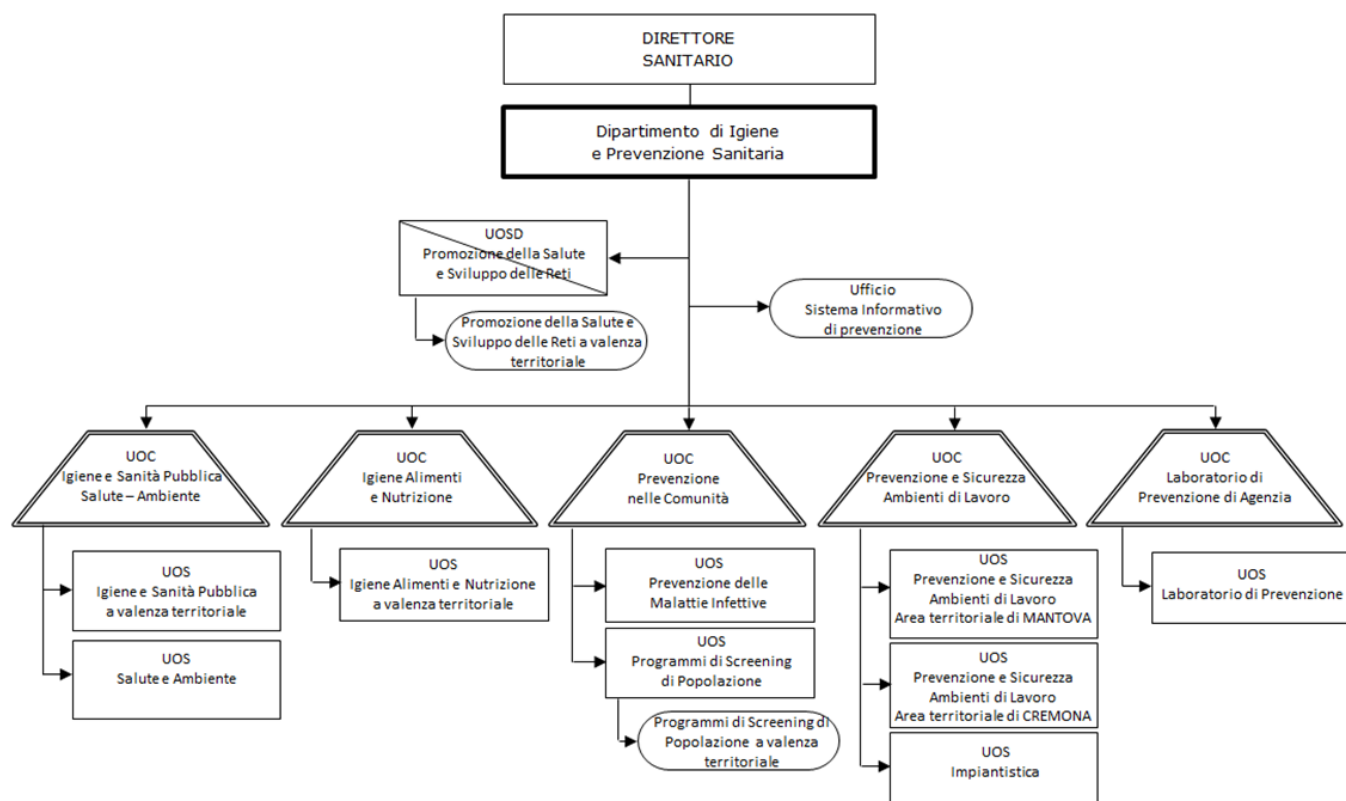 DIRETTORE
SANITARIO
Dipartimento di Igiene
e Prevenzione Sanitaria
UOSD
Promozione della Salute
e Sviluppo delle Reti
Promozione della Salute e
Sviluppo delle Reti a valenza
territoriale
Ufficio
Sistema Informativo
di prevenzione
UOC
Igiene e Sanità Pubblica
Salute – Ambiente
UOS
Igiene e Sanità Pubblica
a valenza territoriale
UOS
Salute e Ambiente
UOC
Igiene Alimenti
e Nutrizione
UOS
Igiene Alimenti e Nutrizione
a valenza territoriale
UOC
Prevenzione
nelle Comunità
UOS
Prevenzione delle
Malattie Infettive
UOS
Programmi di Screening
di Popolazione
Programmi di Screening di
Popolazione a valenza
territoriale
UOC
Prevenzione e Sicurezza
Ambienti di Lavoro
UOS
Prevenzione e Sicurezza
Ambienti di Lavoro
Area territoriale di MANTOVA
UOS
Prevenzione e Sicurezza
Ambienti di Lavoro
Area territoriale di CREMONA
UOS
Impiantistica
UOC
Laboratorio di
Prevenzione di Agenzia
UOS
Laboratorio di Prevenzione